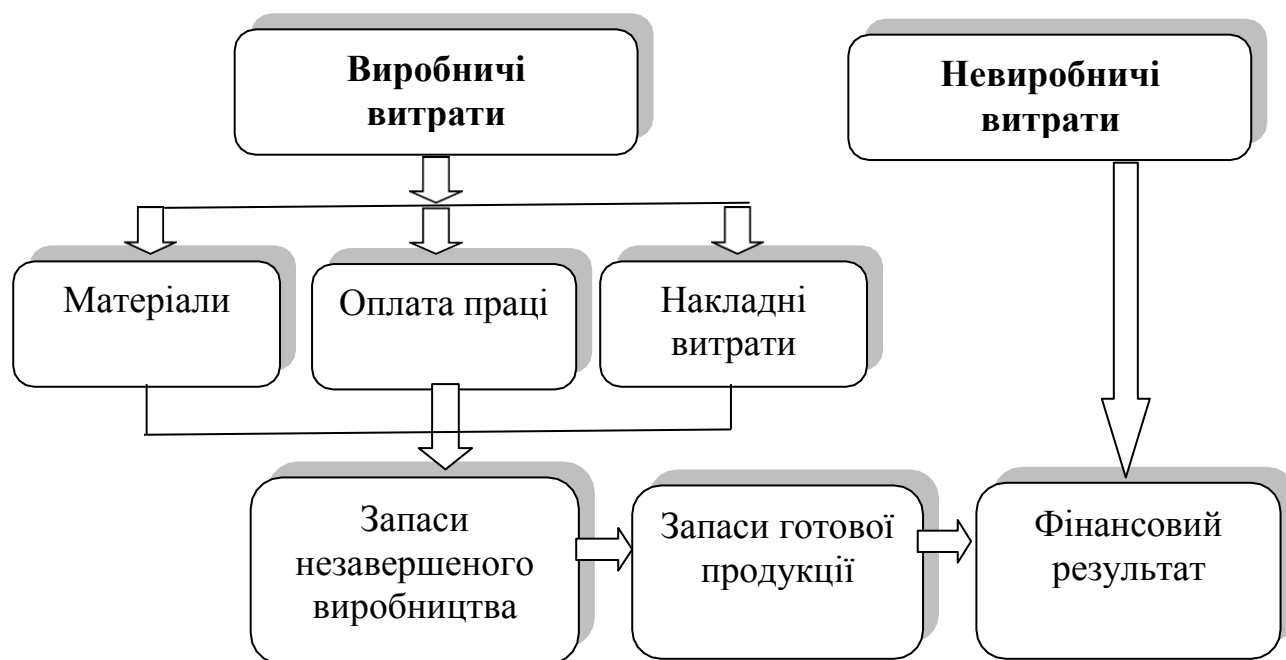 Виробничі
витрати
Невиробничі
витрати
Матеріали
Оплата праці
Накладні
витрати
Запаси
незавершеного
виробництва
Запаси готової
продукції
Фінансовий
результат